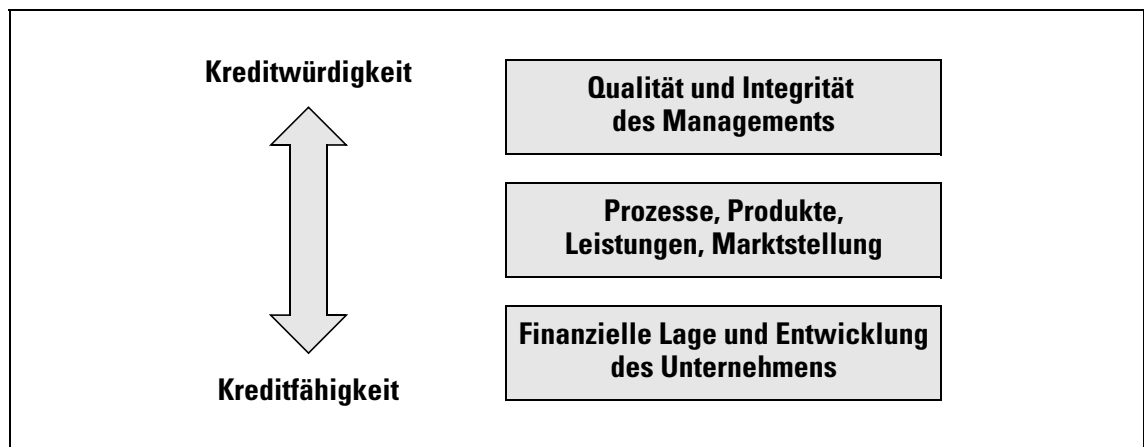 Kreditwürdigkeit
Qualität und Integrität
des Managements
Prozesse, Produkte,
Leistungen, Marktstellung
Finanzielle Lage und Entwicklung
des Unternehmens
Kreditfähigkeit